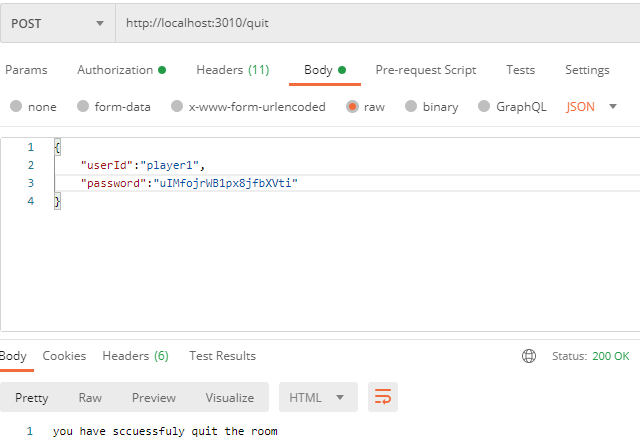 POST http://localhost:3010/quit
Params Authorization Headers (11) Body Pre-request Script Tests Settings
none form-data x-www-form-urlencoded raw binary GraphQL JSON
1 {
2 "userId":"player1",
3 "password":"uIMfojrWB1px8jfbXVti"
4 }
Body Cookies Headers (6) Test Results Status: 200 OK
Pretty Raw Preview Visualize HTML
1 you have sccuessfuly quit the room